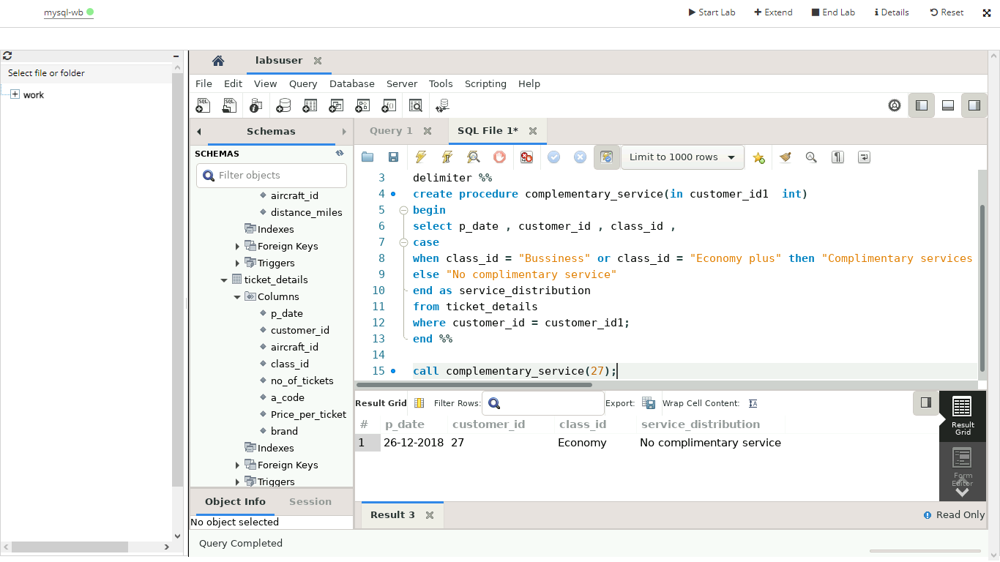 mysql-wb
Start Lab Extend End Lab Details Reset
Select file or folder
work
labsuser
File Edit View Query Database Server Tools Scripting Help
Schemas
SCHEMAS
Filter objects
aircraft_id
distance_miles
Indexes
Foreign Keys
Triggers
ticket_details
Columns
p_date
customer_id
aircraft_id
class_id
no_of_tickets
a_code
Price_per_ticket
brand
Indexes
Foreign Keys
Triggers
Object Info Session
No object selected
Query 1 SQL File 1*
Limit to 1000 rows
3 delimiter %%
4 create procedure complementary_service(in customer_id1  int)
5 begin
6 select p_date , customer_id , class_id ,
7 case
8 when class_id = "Bussiness" or class_id = "Economy plus" then "Complimentary services
9 else "No complimentary service"
10 end as service_distribution
11 from ticket_details
12 where customer_id = customer_id1;
13 end %%
14
15 call complementary_service(27);
Result Grid Filter Rows: Export: Wrap Cell Content:
# p_date customer_id class_id service_distribution
1 26-12-2018 27 Economy No complimentary service
Result
Grid
Form
Editor
Result 3
Read Only
Query Completed